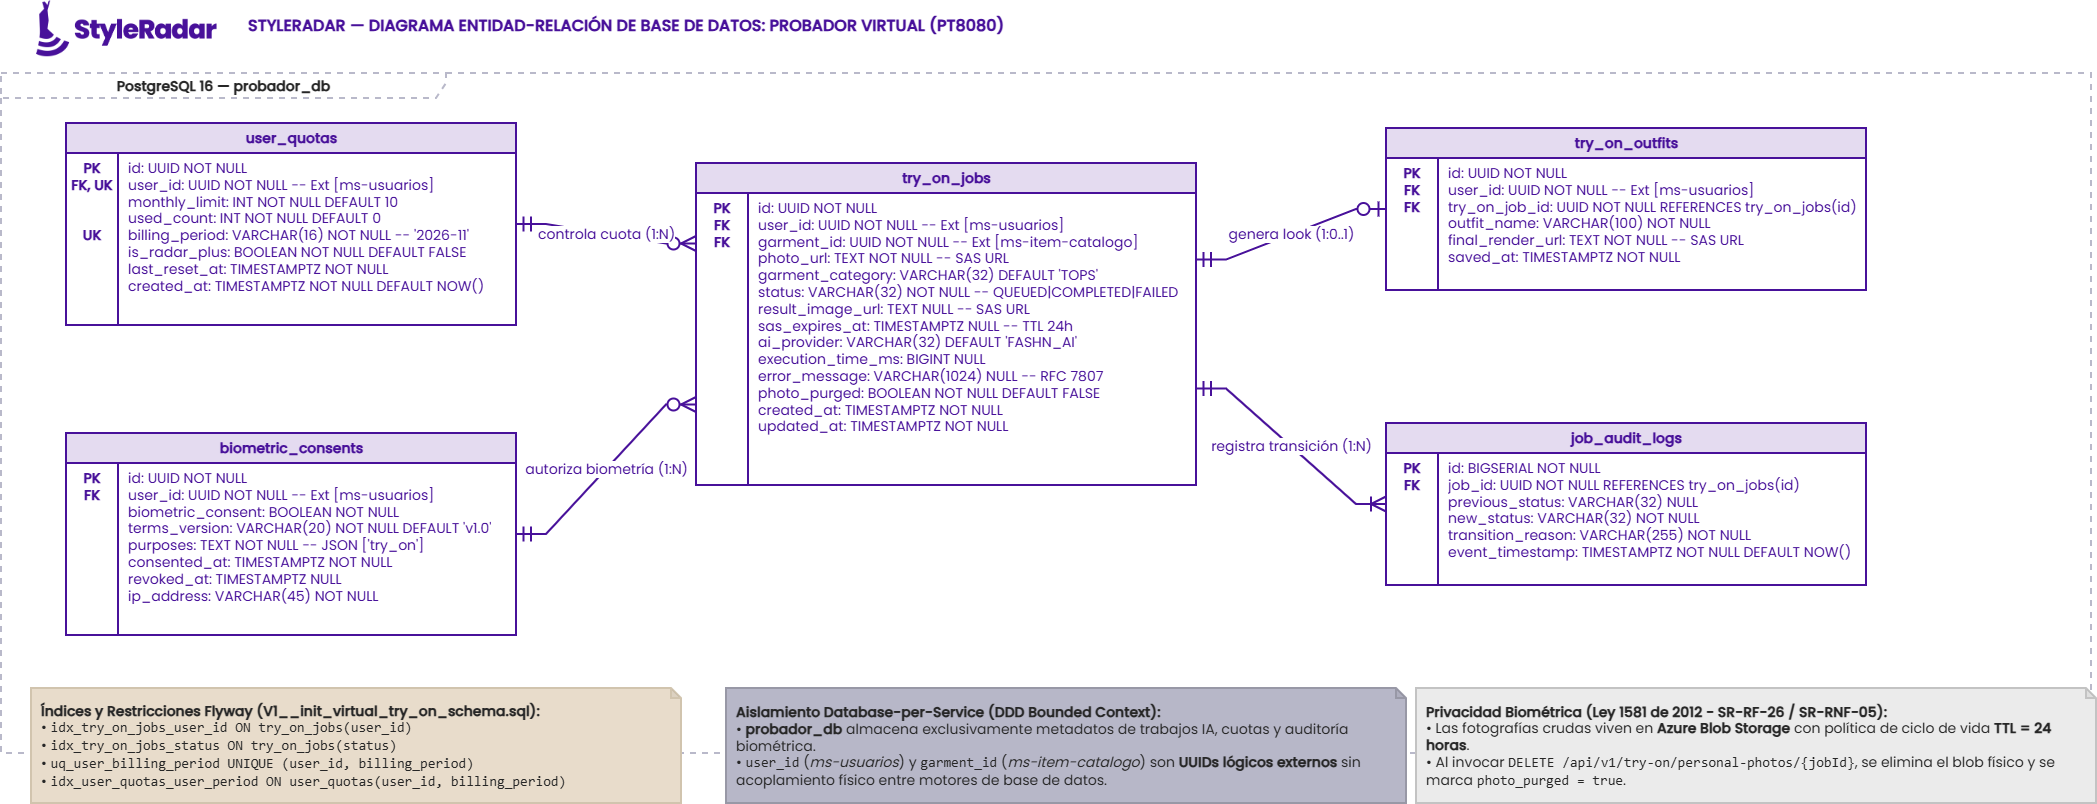 StyleRadar
STYLERADAR — DIAGRAMA ENTIDAD-RELACIÓN DE BASE DE DATOS: PROBADOR VIRTUAL (PT8080)
PostgreSQL 16 — probador_db
user_quotas
PK id: UUID NOT NULL
FK, UK user_id: UUID NOT NULL -- Ext [ms-usuarios]
monthly_limit: INT NOT NULL DEFAULT 10
used_count: INT NOT NULL DEFAULT 0
UK billing_period: VARCHAR(16) NOT NULL -- '2026-11'
is_radar_plus: BOOLEAN NOT NULL DEFAULT FALSE
last_reset_at: TIMESTAMPTZ NOT NULL
created_at: TIMESTAMPTZ NOT NULL DEFAULT NOW()
controla cuota (1:N)
biometric_consents
PK id: UUID NOT NULL
FK user_id: UUID NOT NULL -- Ext [ms-usuarios]
biometric_consent: BOOLEAN NOT NULL
terms_version: VARCHAR(20) NOT NULL DEFAULT 'v1.0'
purposes: TEXT NOT NULL -- JSON ['try_on']
consented_at: TIMESTAMPTZ NOT NULL
revoked_at: TIMESTAMPTZ NULL
ip_address: VARCHAR(45) NOT NULL
autoriza biometría (1:N)
try_on_jobs
PK id: UUID NOT NULL
FK user_id: UUID NOT NULL -- Ext [ms-usuarios]
FK garment_id: UUID NOT NULL -- Ext [ms-item-catalogo]
photo_url: TEXT NOT NULL -- SAS URL
garment_category: VARCHAR(32) DEFAULT 'TOPS'
status: VARCHAR(32) NOT NULL -- QUEUED|COMPLETED|FAILED
result_image_url: TEXT NULL -- SAS URL
sas_expires_at: TIMESTAMPTZ NULL -- TTL 24h
ai_provider: VARCHAR(32) DEFAULT 'FASHN_AI'
execution_time_ms: BIGINT NULL
error_message: VARCHAR(1024) NULL -- RFC 7807
photo_purged: BOOLEAN NOT NULL DEFAULT FALSE
created_at: TIMESTAMPTZ NOT NULL
updated_at: TIMESTAMPTZ NOT NULL
genera look (1:0..1)
registra transición (1:N)
try_on_outfits
PK id: UUID NOT NULL
FK user_id: UUID NOT NULL -- Ext [ms-usuarios]
FK try_on_job_id: UUID NOT NULL REFERENCES try_on_jobs(id)
outfit_name: VARCHAR(100) NOT NULL
final_render_url: TEXT NOT NULL -- SAS URL
saved_at: TIMESTAMPTZ NOT NULL
job_audit_logs
PK id: BIGSERIAL NOT NULL
FK job_id: UUID NOT NULL REFERENCES try_on_jobs(id)
previous_status: VARCHAR(32) NULL
new_status: VARCHAR(32) NOT NULL
transition_reason: VARCHAR(255) NOT NULL
event_timestamp: TIMESTAMPTZ NOT NULL DEFAULT NOW()
Índices y Restricciones Flyway (V1__init_virtual_try_on_schema.sql):
• idx_try_on_jobs_user_id ON try_on_jobs(user_id)
• idx_try_on_jobs_status ON try_on_jobs(status)
• uq_user_billing_period UNIQUE (user_id, billing_period)
• idx_user_quotas_user_period ON user_quotas(user_id, billing_period)
Aislamiento Database-per-Service (DDD Bounded Context):
• probador_db almacena exclusivamente metadatos de trabajos IA, cuotas y auditoría
biométrica.
• user_id (ms-usuarios) y garment_id (ms-item-catalogo) son UUIDs lógicos externos sin
acoplamiento físico entre motores de base de datos.
Privacidad Biométrica (Ley 1581 de 2012 - SR-RF-26 / SR-RNF-05):
• Las fotografías crudas viven en Azure Blob Storage con política de ciclo de vida TTL = 24
horas.
• Al invocar DELETE /api/v1/try-on/personal-photos/{jobId}, se elimina el blob físico y se
marca photo_purged = true.